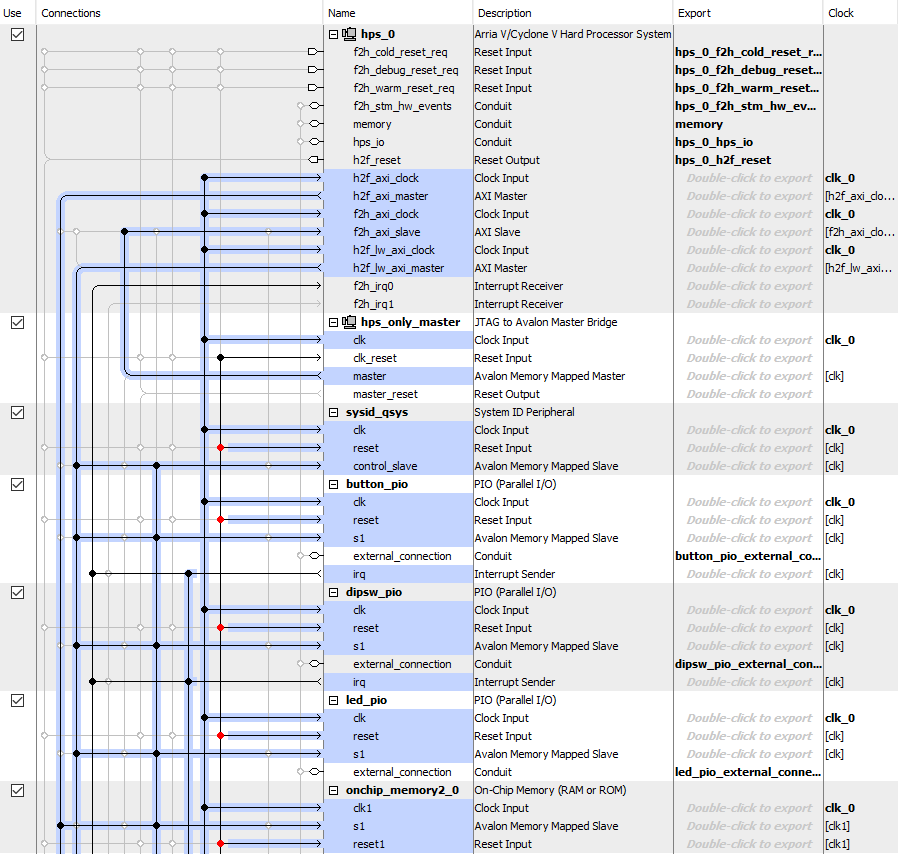 Use Connections Name Description Export Clock
hps_0 Arria V/Cyclone V Hard Processor System
f2h_cold_reset_req Reset Input hps_0_f2h_cold_reset_r...
f2h_debug_reset_req Reset Input hps_0_f2h_debug_reset...
f2h_warm_reset_req Reset Input hps_0_f2h_warm_reset...
f2h_stm_hw_events Conduit hps_0_f2h_stm_hw_ev...
memory Conduit memory
hps_io Conduit hps_0_hps_io
h2f_reset Reset Output hps_0_h2f_reset
h2f_axi_clock Clock Input Double-click to export clk_0
h2f_axi_master AXI Master Double-click to export [h2f_axi_clo...
f2h_axi_clock Clock Input Double-click to export clk_0
f2h_axi_slave AXI Slave Double-click to export [f2h_axi_clo...
h2f_lw_axi_clock Clock Input Double-click to export clk_0
h2f_lw_axi_master AXI Master Double-click to export [h2f_lw_axi...
f2h_irq0 Interrupt Receiver Double-click to export
f2h_irq1 Interrupt Receiver Double-click to export
hps_only_master JTAG to Avalon Master Bridge
clk Clock Input Double-click to export clk_0
clk_reset Reset Input Double-click to export
master Avalon Memory Mapped Master Double-click to export [clk]
master_reset Reset Output Double-click to export
sysid_qsys System ID Peripheral
clk Clock Input Double-click to export clk_0
reset Reset Input Double-click to export [clk]
control_slave Avalon Memory Mapped Slave Double-click to export [clk]
button_pio PIO (Parallel I/O)
clk Clock Input Double-click to export clk_0
reset Reset Input Double-click to export [clk]
s1 Avalon Memory Mapped Slave Double-click to export [clk]
external_connection Conduit button_pio_external_co...
irq Interrupt Sender Double-click to export [clk]
dipsw_pio PIO (Parallel I/O)
clk Clock Input Double-click to export clk_0
reset Reset Input Double-click to export [clk]
s1 Avalon Memory Mapped Slave Double-click to export [clk]
external_connection Conduit dipsw_pio_external_con...
irq Interrupt Sender Double-click to export [clk]
led_pio PIO (Parallel I/O)
clk Clock Input Double-click to export clk_0
reset Reset Input Double-click to export [clk]
s1 Avalon Memory Mapped Slave Double-click to export [clk]
external_connection Conduit led_pio_external_conne...
onchip_memory2_0 On-Chip Memory (RAM or ROM)
clk1 Clock Input Double-click to export clk_0
s1 Avalon Memory Mapped Slave Double-click to export [clk1]
reset1 Reset Input Double-click to export [clk1]